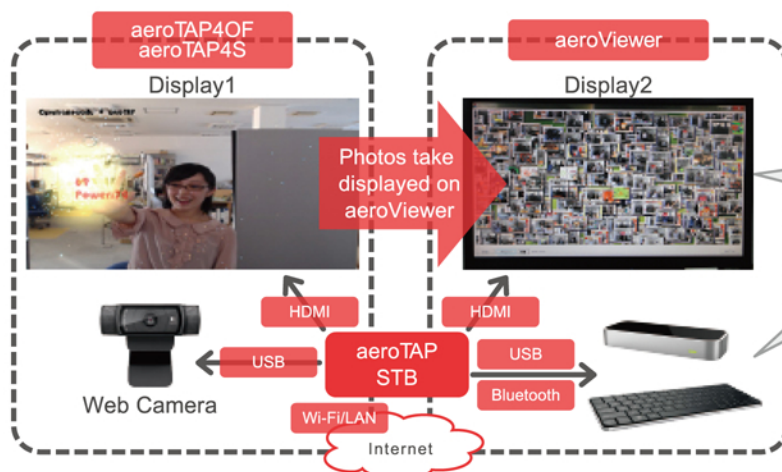 aeroTAP4OF
aeroTAP4S
aeroViewer
Display1
Display2
Photos take
displayed on
aeroViewer
HDMI
HDMI
USB
aeroTAP
STB
USB
Bluetooth
Web Camera
Wi-Fi/LAN
Internet